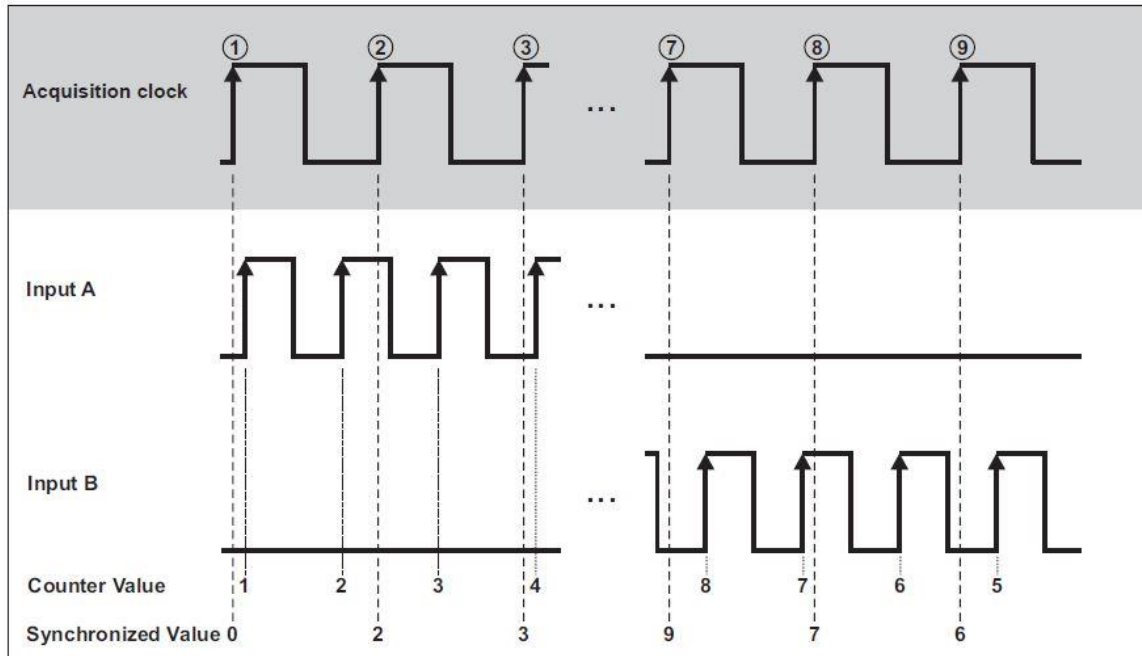 ① ② ③ ⑦ ⑧ ⑨
Acquisition clock
...
Input A
...
Input B
...
Counter Value 1 2 3 4 8 7 6 5
Synchronized Value 0 2 3 9 7 6